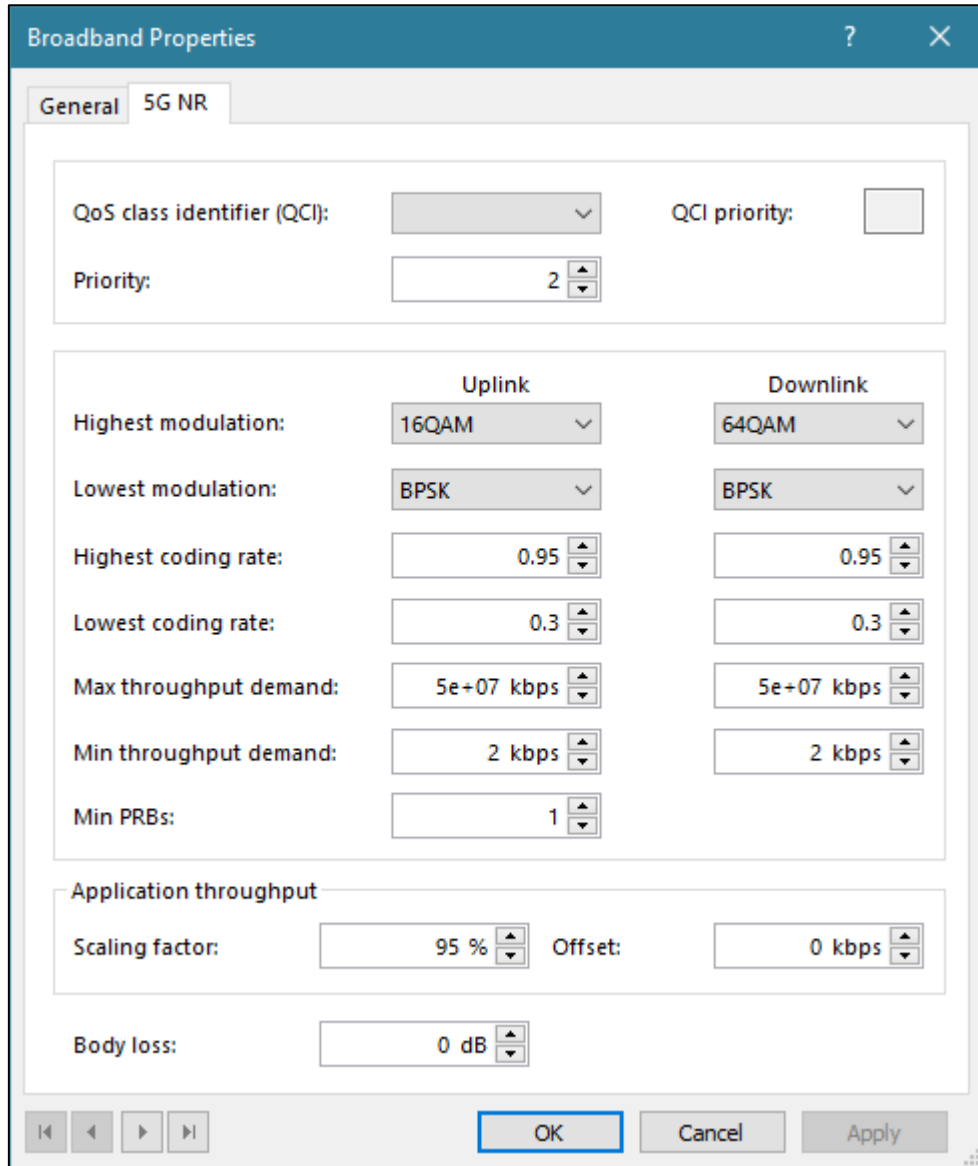 Broadband Properties ? ×
General 5G NR
QoS class identifier (QCI): QCI priority:
Priority: 2
Uplink Downlink
Highest modulation: 16QAM 64QAM
Lowest modulation: BPSK BPSK
Highest coding rate: 0.95 0.95
Lowest coding rate: 0.3 0.3
Max throughput demand: 5e+07 kbps 5e+07 kbps
Min throughput demand: 2 kbps 2 kbps
Min PRBs: 1
Application throughput
Scaling factor: 95 % Offset: 0 kbps
Body loss: 0 dB
OK Cancel Apply